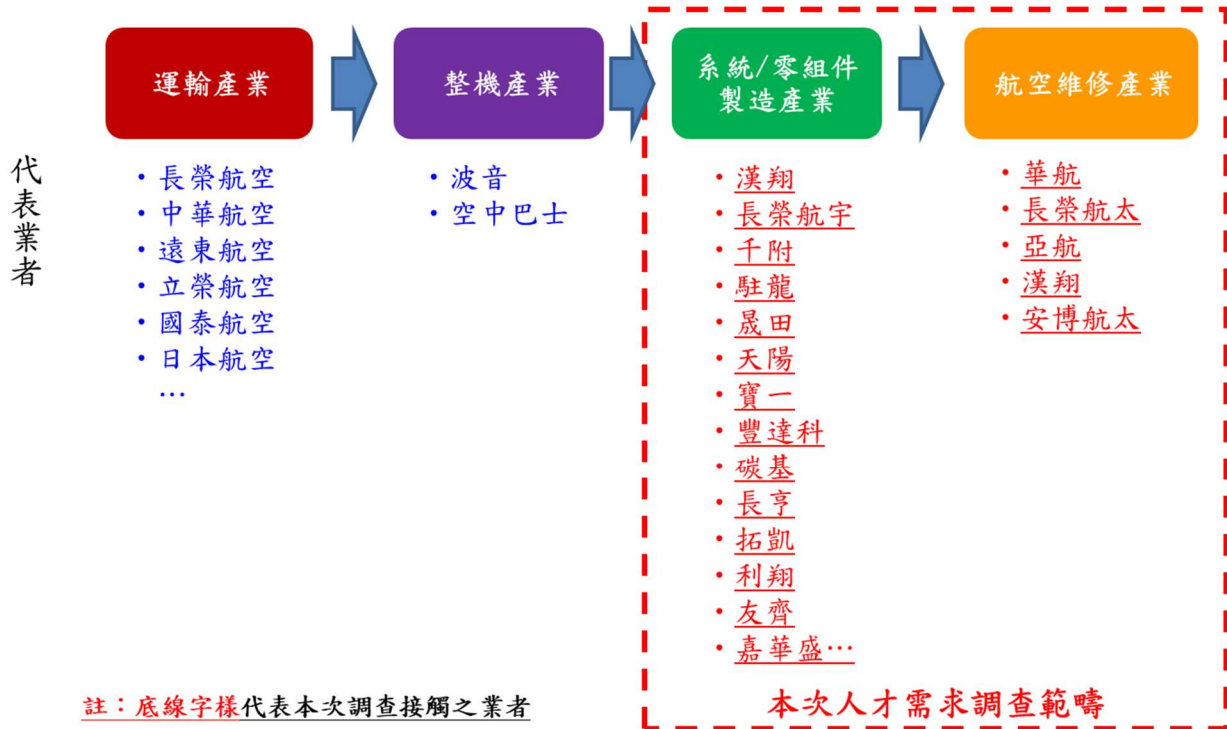 運輸產業
整機產業
系統/零組件
製造產業
航空維修產業
代表業者
・長榮航空
・中華航空
・遠東航空
・立榮航空
・國泰航空
・日本航空
…
・波音
・空中巴士
・漢翔
・長榮航宇
・千附
・駐龍
・晟田
・天陽
・寶一
・豐達科
・碳基
・長亨
・拓凱
・利翔
・友齊
・嘉華盛…
・華航
・長榮航太
・亞航
・漢翔
・安博航太
註：底線字樣代表本次調查接觸之業者
本次人才需求調查範疇